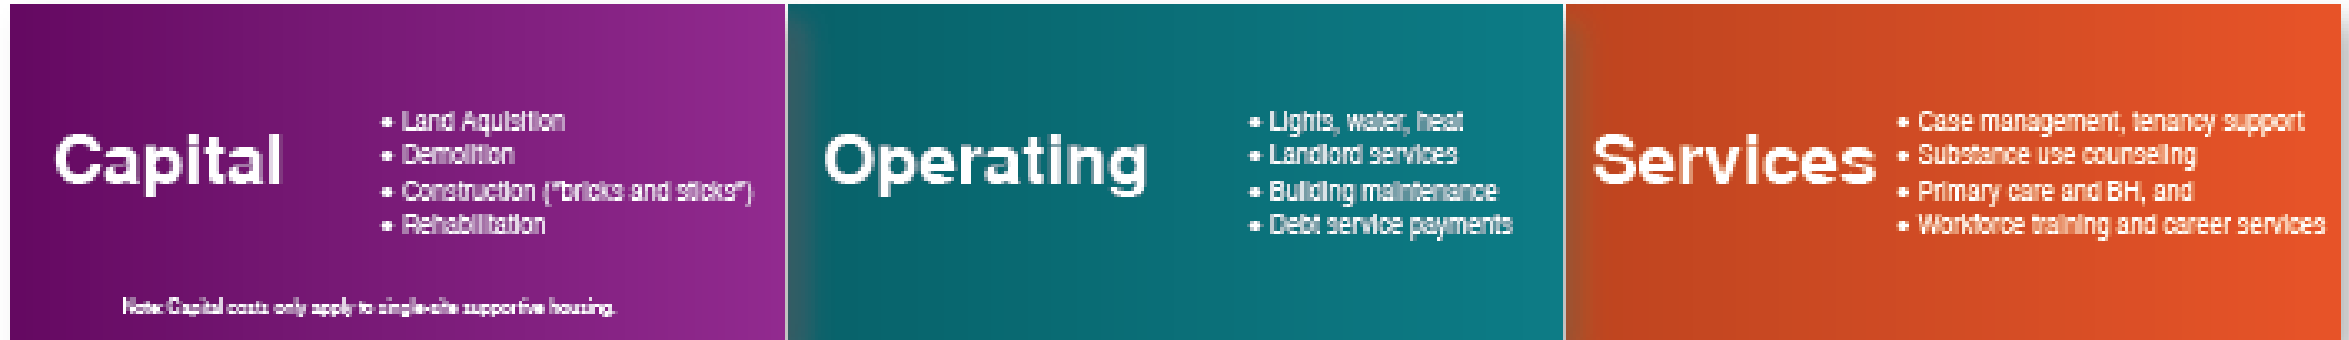 Capital
• Land Aquisition
• Demolition
• Construction ("bricks and sticks")
• Rehabilitation
Note: Capital costs only apply to single-site supportive housing.
Operating
• Lights, water, heat
• Landlord services
• Building maintenance
• Debt service payments
Services
• Case management, tenancy support
• Substance use counseling
• Primary care and BH, and
• Workforce training and career services